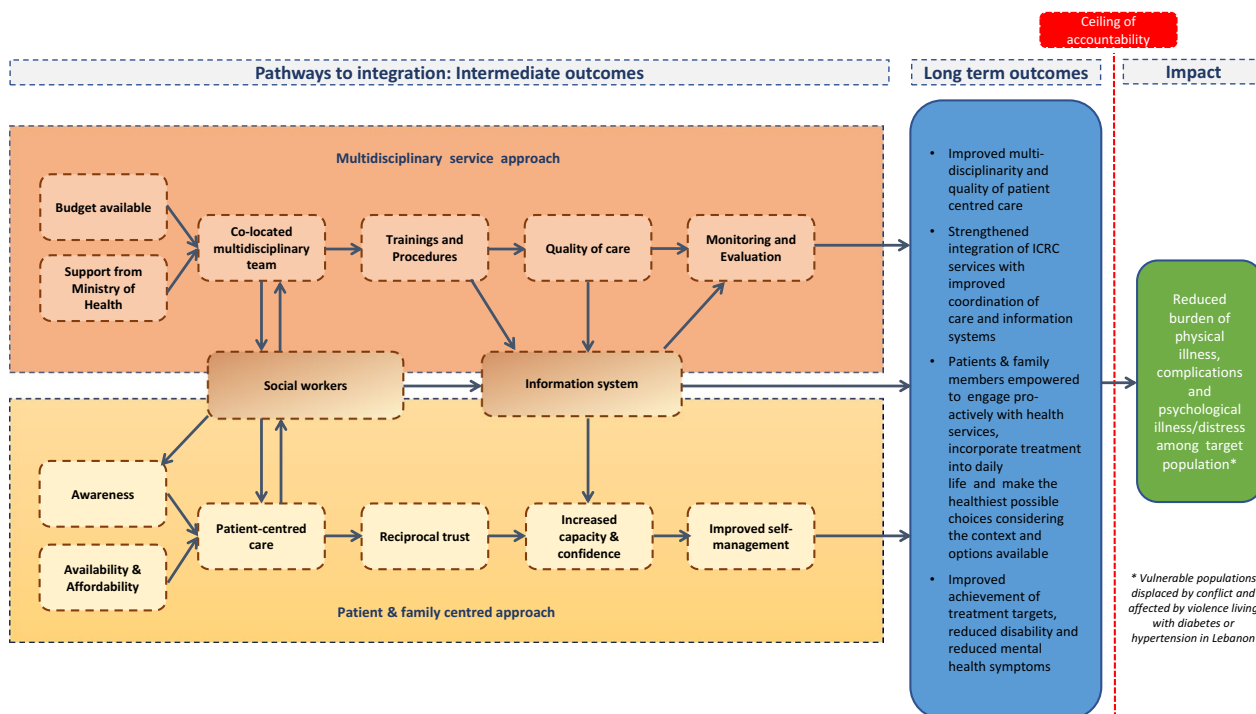 Ceiling of
accountability
Pathways to integration: Intermediate outcomes
Long term outcomes
Impact
Multidisciplinary service approach
Budget available
Support from
Ministry of
Health
Co-located
multidisciplinary
team
Trainings and
Procedures
Quality of care
Monitoring and
Evaluation
Social workers
Information system
Awareness
Availability &
Affordability
Patient-centred
care
Reciprocal trust
Increased
capacity &
confidence
Improved self-
management
Patient & family centred approach
• Improved multi-
disciplinarity and
quality of patient
centred care
• Strengthened
integration of ICRC
services with
improved
coordination of
care and information
systems
• Patients & family
members empowered
to engage pro-
actively with health
services,
incorporate treatment
into daily
life and make the
healthiest possible
choices considering
the context and
options available
• Improved
achievement of
treatment targets,
reduced disability and
reduced mental
health symptoms
Reduced
burden of
physical
illness,
complications
and
psychological
illness/distress
among target
population*
* Vulnerable populations
displaced by conflict and
affected by violence living
with diabetes or
hypertension in Lebanon